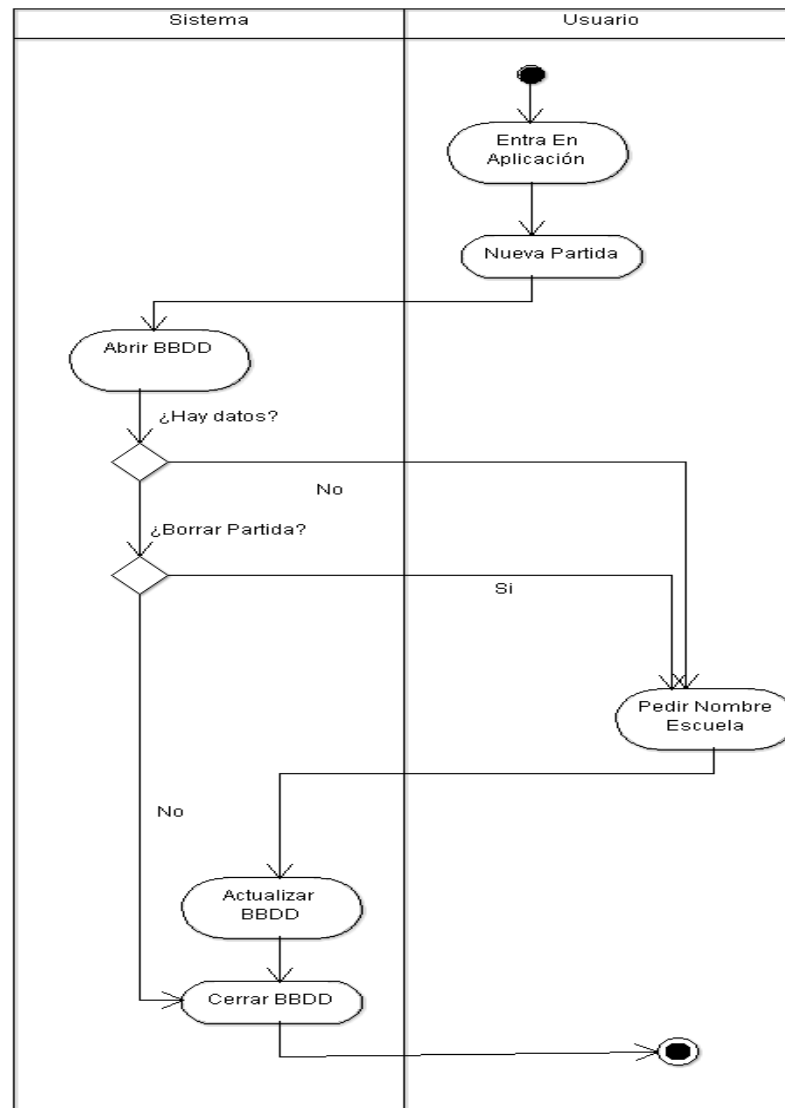 Sistema
Usuario
Entra En
Aplicación
Nueva Partida
Abrir BBDD
¿Hay datos?
No
¿Borrar Partida?
Si
Pedir Nombre
Escuela
No
Actualizar
BBDD
Cerrar BBDD